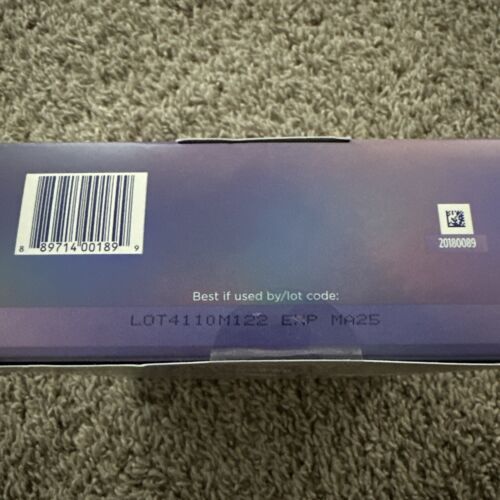 8 89714 00189 9
20180089
Best if used by/lot code:
LOT4110M122 EXP MA25